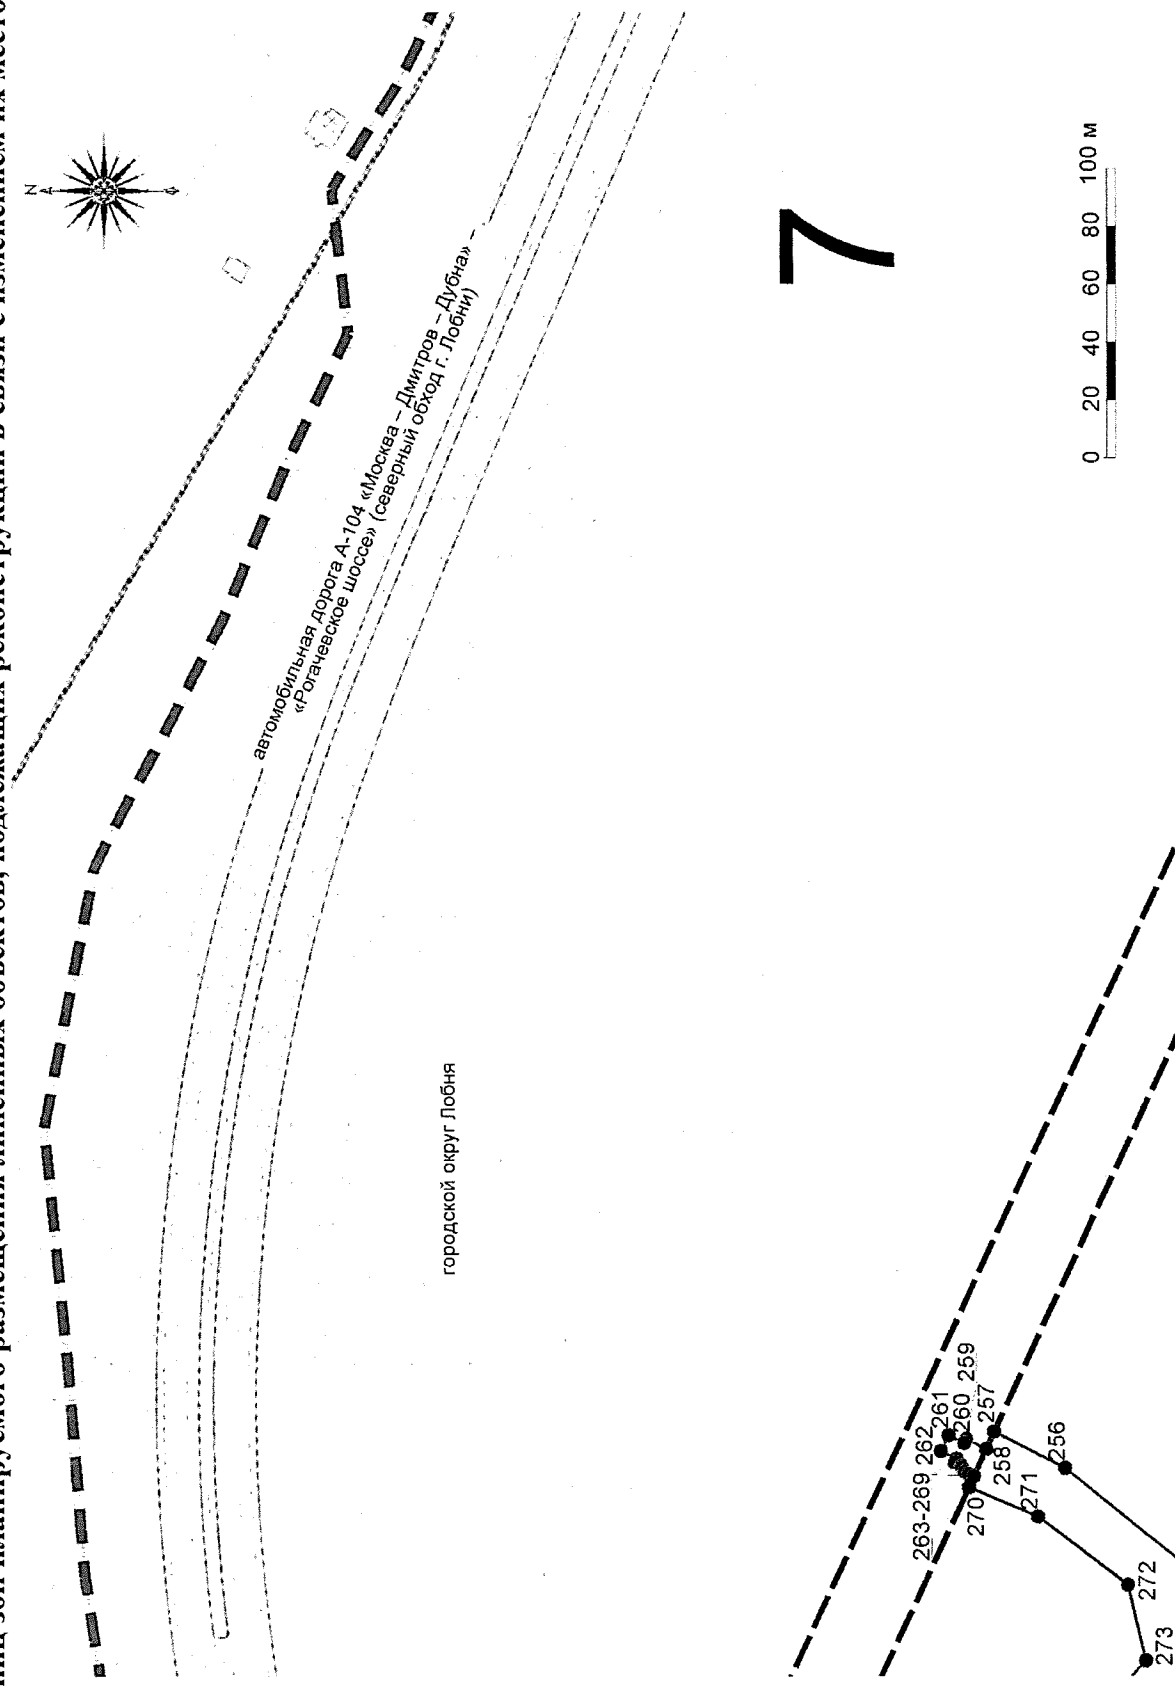 зон планируемого размещения линейных объектов, подлежащих реконструкции в связи с изменением их место
N
автомобильная дорога А-104 «Москва – Дмитров – Дубна»
«Рогачевское шоссе» (северный обход г. Лобни)
городской округ Лобня
7
0 20 40 60 80 100 м
263-269
262
261
260
259
257
258
270
271
256
272
273